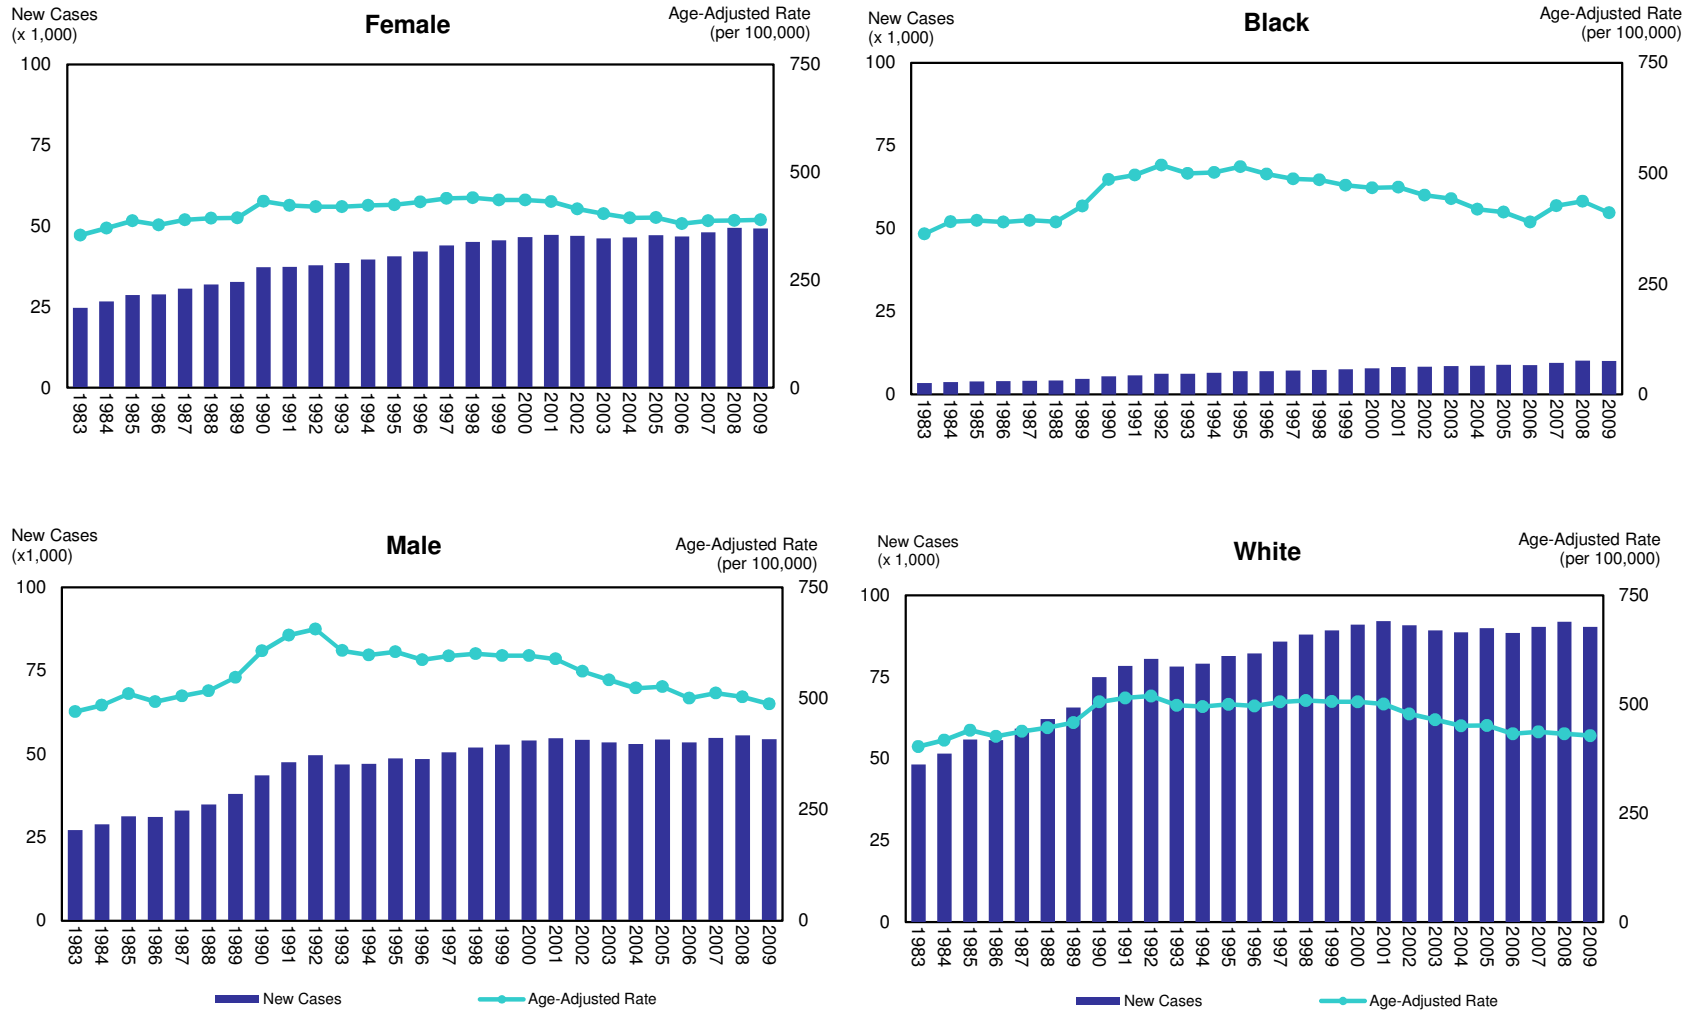 New Cases
(x 1,000)
Female
Age-Adjusted Rate
(per 100,000)
100
75
50
25
0
750
500
250
0
1983 1984 1985 1986 1987 1988 1989 1990 1991 1992 1993 1994 1995 1996 1997 1998 1999 2000 2001 2002 2003 2004 2005 2006 2007 2008 2009
New Cases
(x 1,000)
Black
Age-Adjusted Rate
(per 100,000)
100
75
50
25
0
750
500
250
0
1983 1984 1985 1986 1987 1988 1989 1990 1991 1992 1993 1994 1995 1996 1997 1998 1999 2000 2001 2002 2003 2004 2005 2006 2007 2008 2009
New Cases
(x1,000)
Male
Age-Adjusted Rate
(per 100,000)
100
75
50
25
0
750
500
250
0
1983 1984 1985 1986 1987 1988 1989 1990 1991 1992 1993 1994 1995 1996 1997 1998 1999 2000 2001 2002 2003 2004 2005 2006 2007 2008 2009
New Cases
Age-Adjusted Rate
New Cases
(x 1,000)
White
Age-Adjusted Rate
(per 100,000)
100
75
50
25
0
750
500
250
0
1983 1984 1985 1986 1987 1988 1989 1990 1991 1992 1993 1994 1995 1996 1997 1998 1999 2000 2001 2002 2003 2004 2005 2006 2007 2008 2009
New Cases
Age-Adjusted Rate